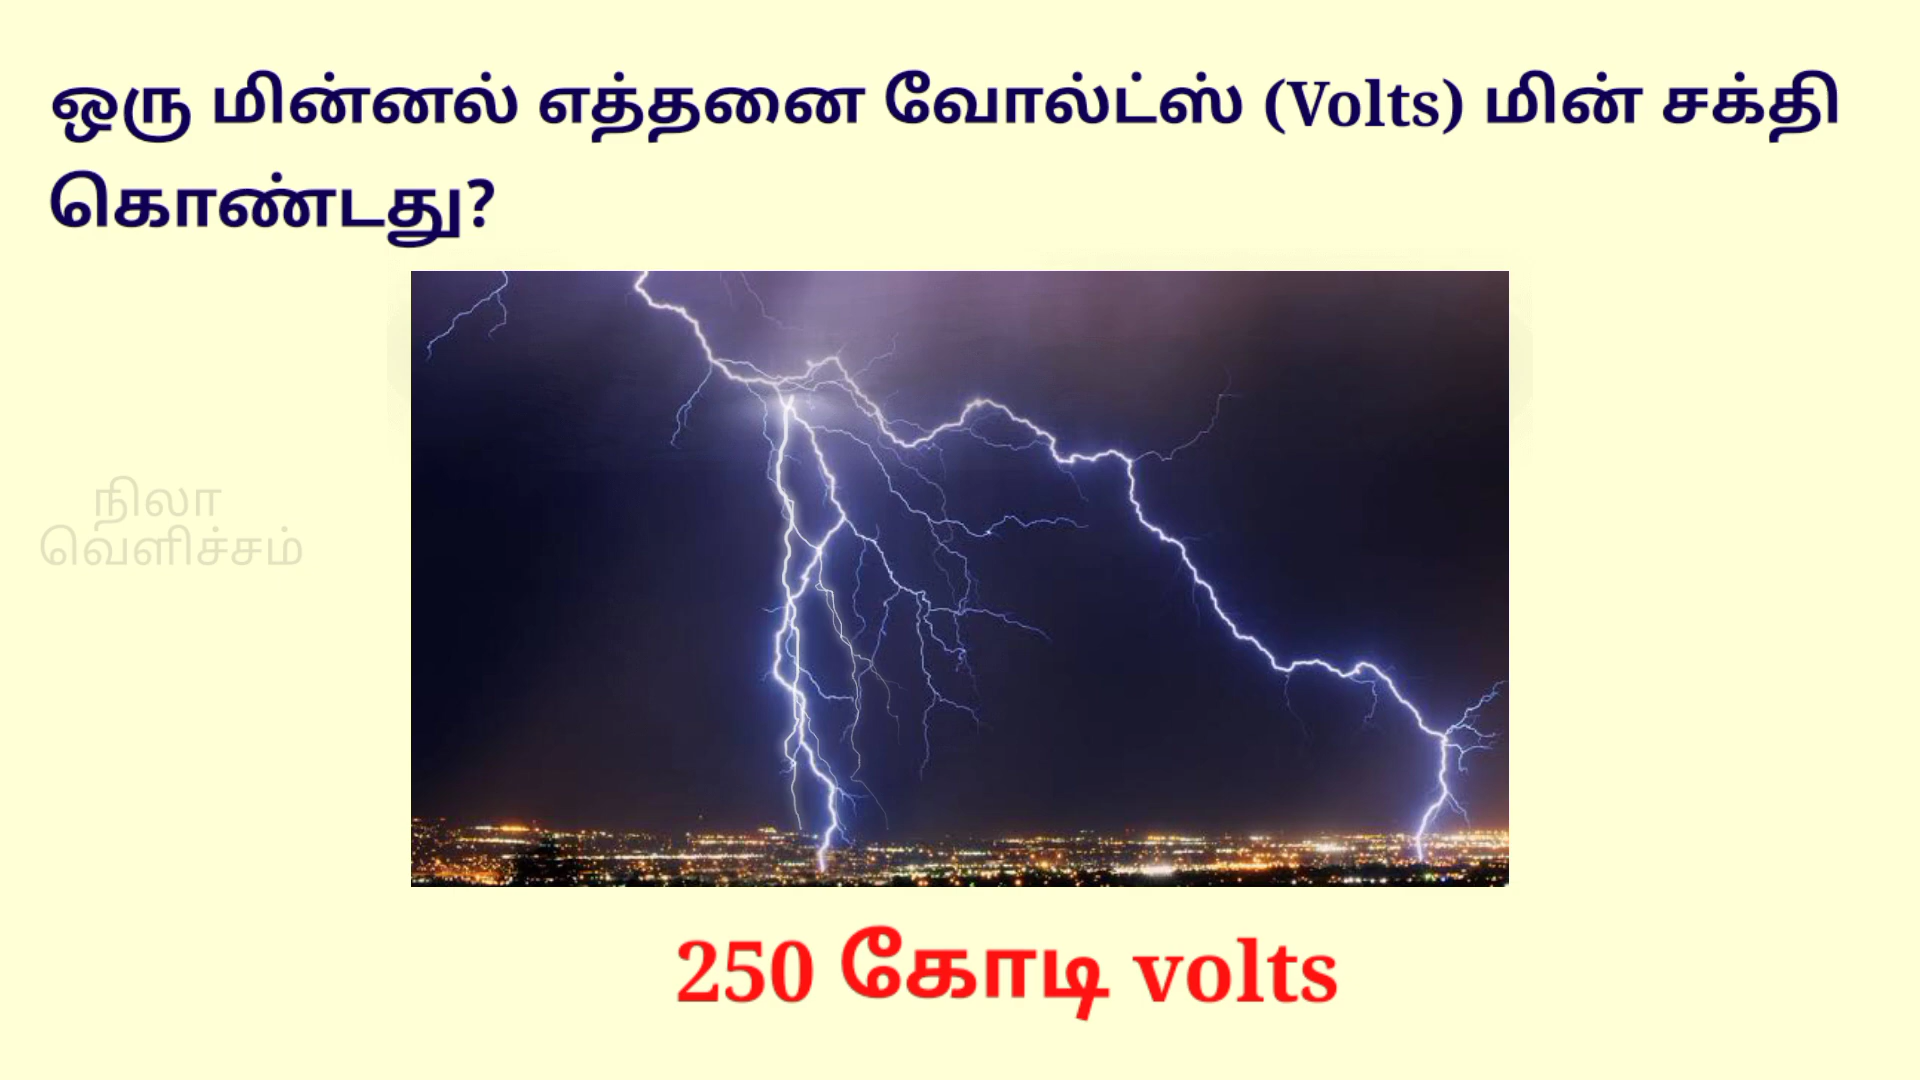 ஒரு மின்னல் எத்தனை வோல்ட்ஸ் (Volts) மின் சக்தி
கொண்டது?
நிலா
வெளிச்சம்
250 கோடி volts